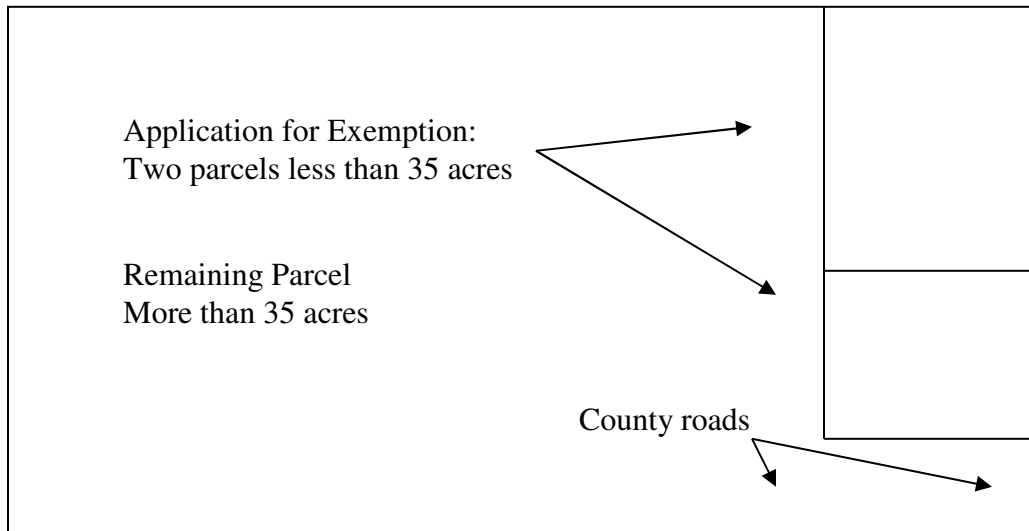 Application for Exemption:
Two parcels less than 35 acres
Remaining Parcel
More than 35 acres
County roads